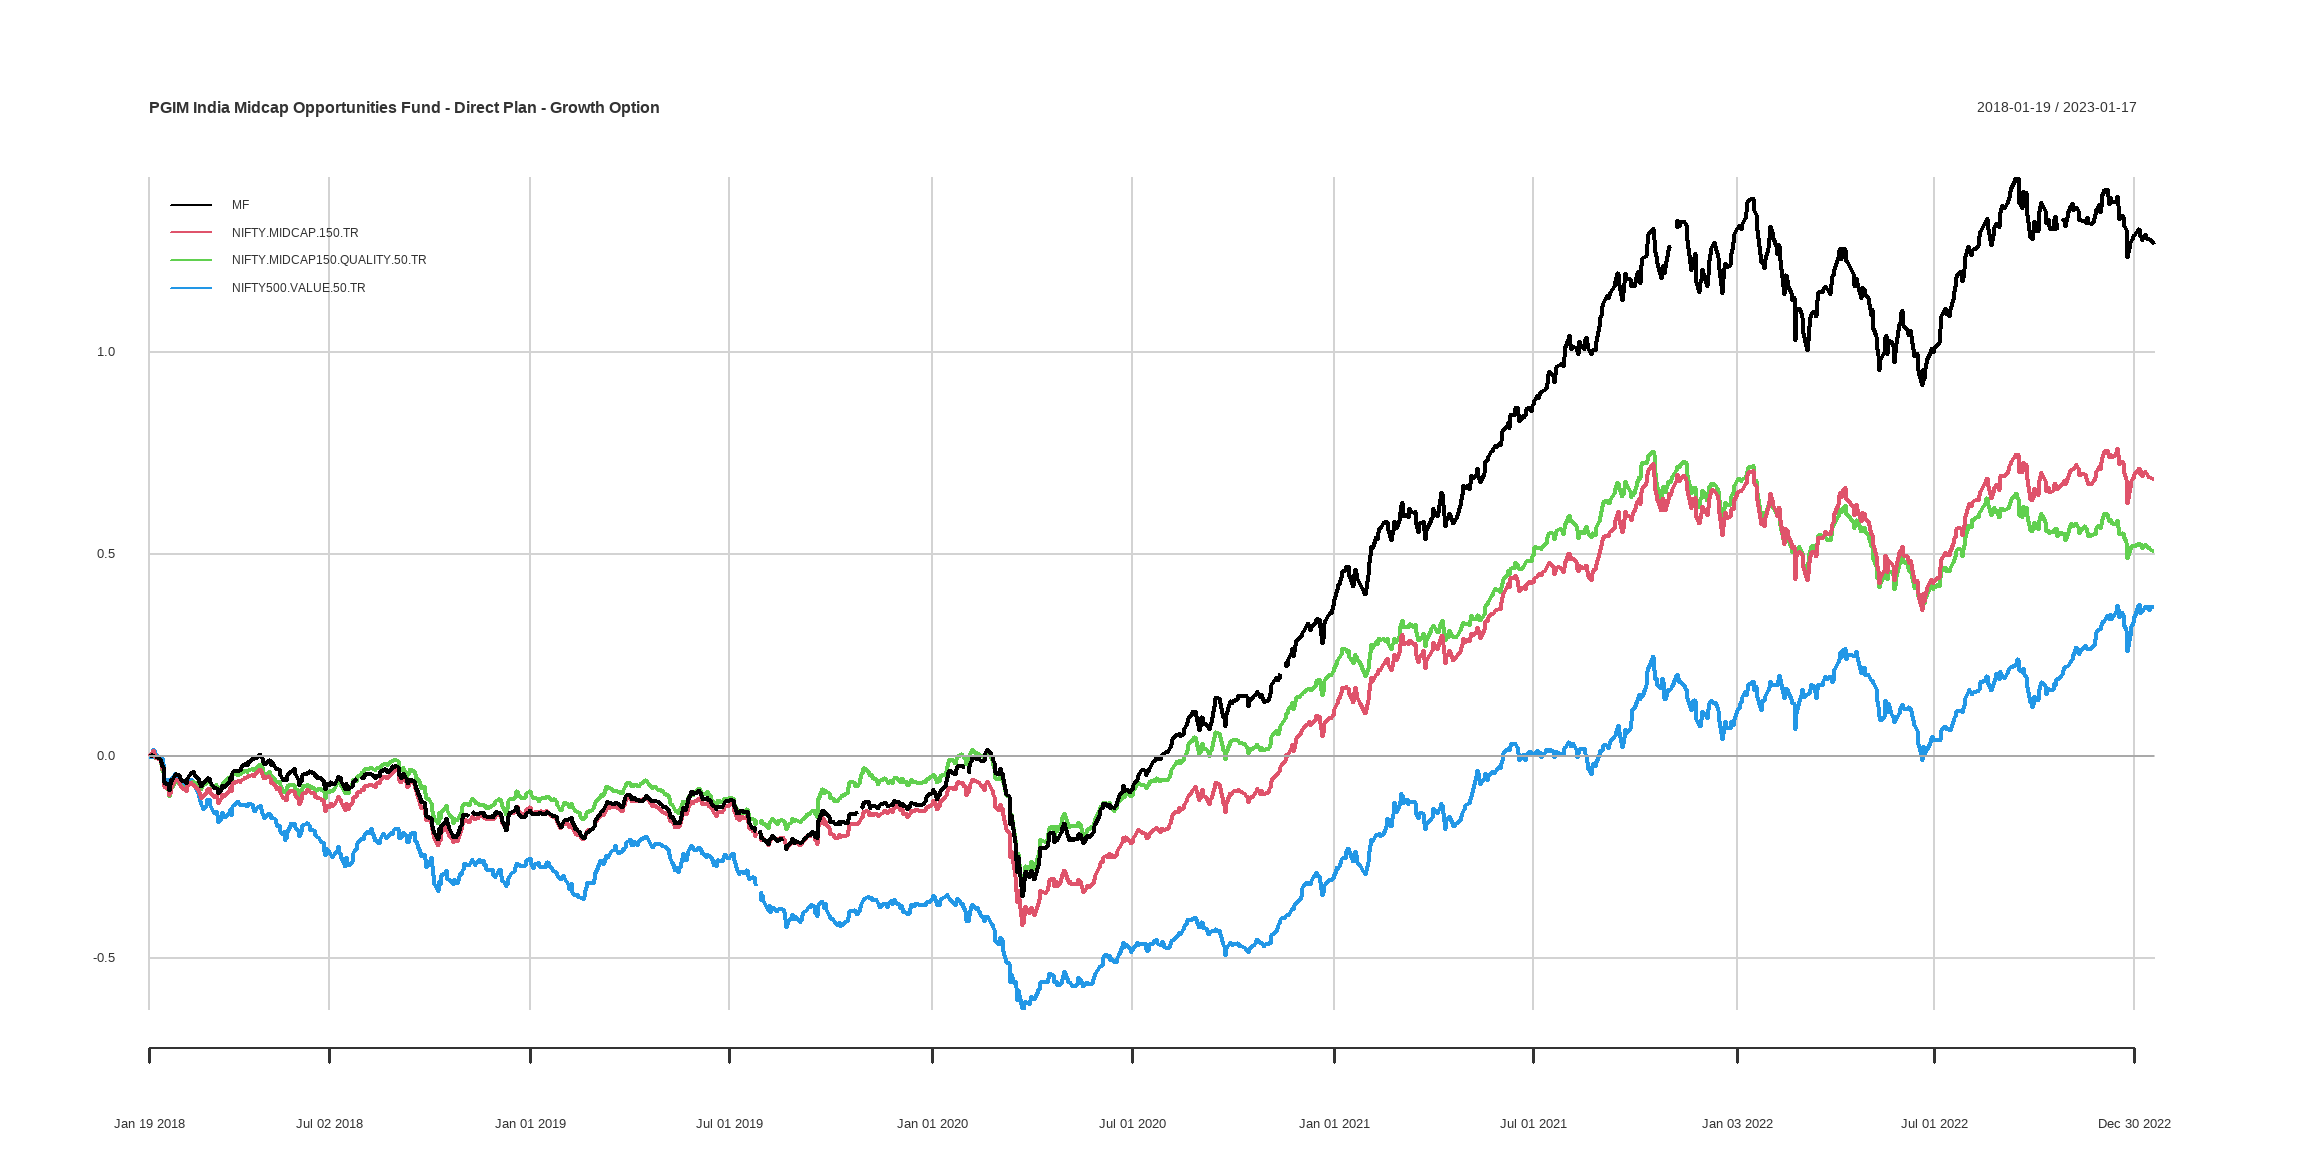 PGIM India Midcap Opportunities Fund - Direct Plan - Growth Option
2018-01-19 / 2023-01-17
MF
NIFTY.MIDCAP.150.TR
NIFTY.MIDCAP150.QUALITY.50.TR
NIFTY500.VALUE.50.TR
1.0
0.5
0.0
-0.5
Jan 19 2018 Jul 02 2018 Jan 01 2019 Jul 01 2019 Jan 01 2020 Jul 01 2020 Jan 01 2021 Jul 01 2021 Jan 03 2022 Jul 01 2022 Dec 30 2022